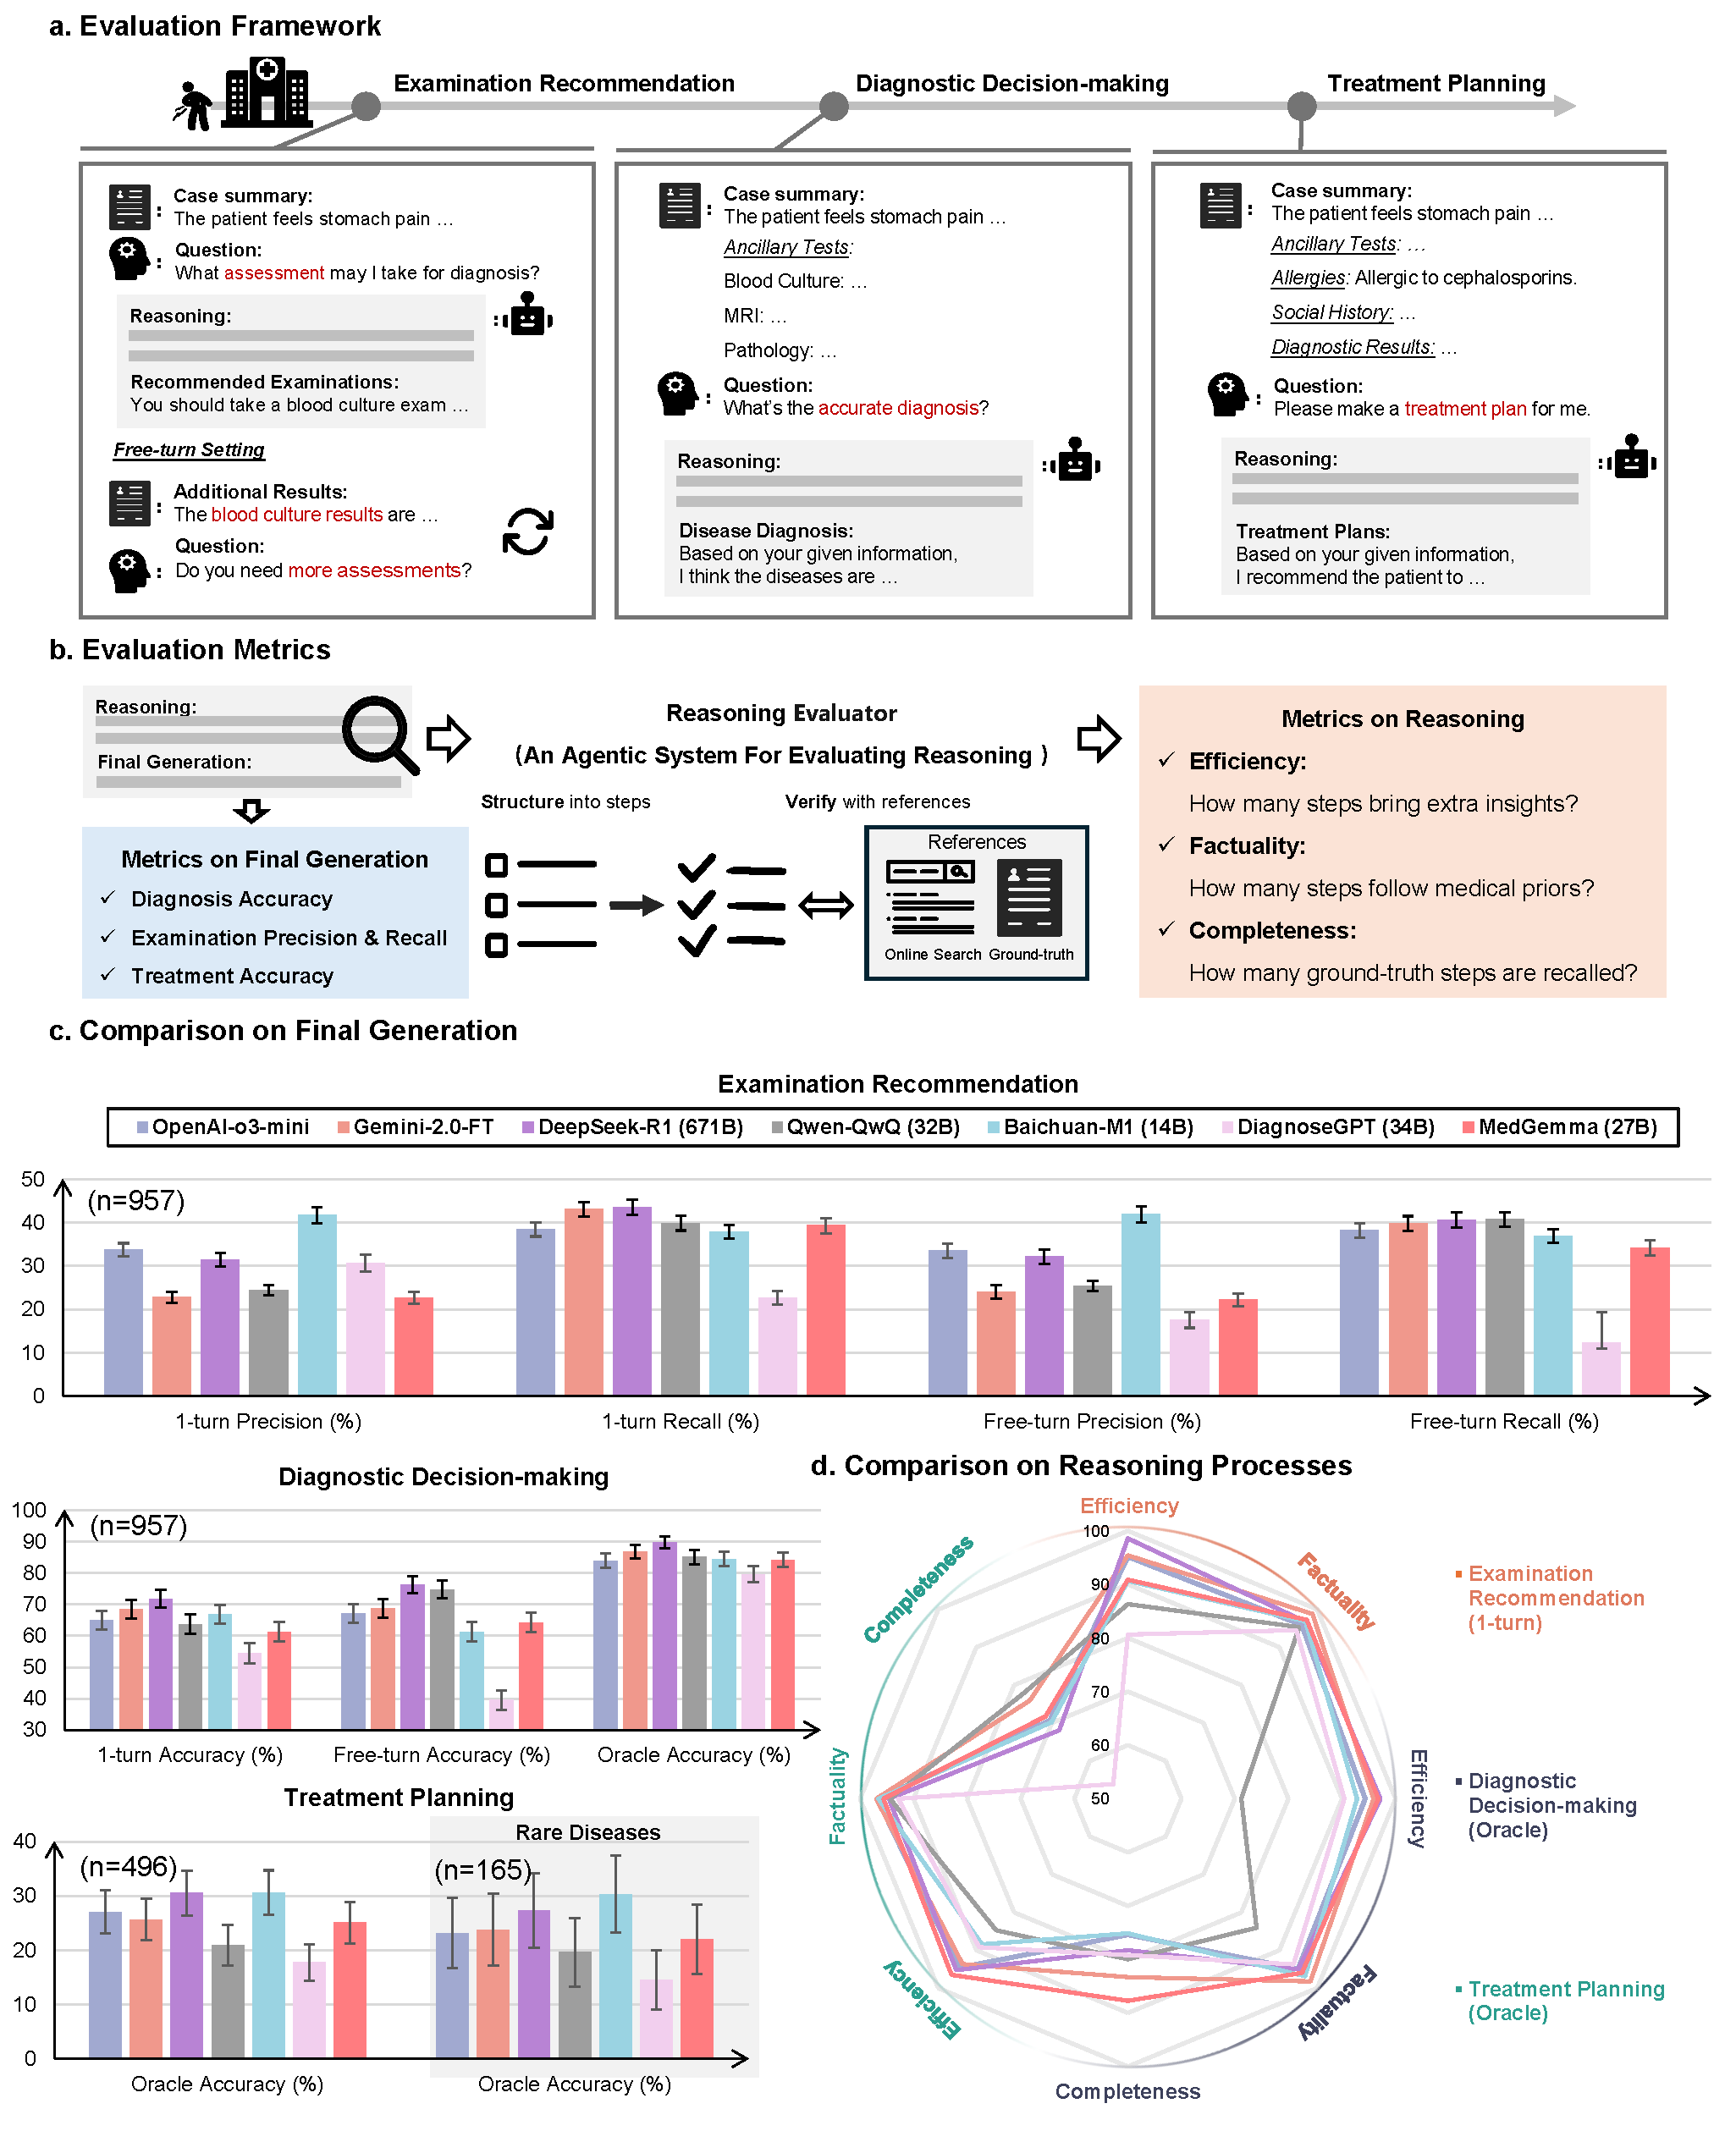 a. Evaluation Framework
Examination Recommendation
Diagnostic Decision-making
Treatment Planning
Case summary:
The patient feels stomach pain ...
Question:
What assessment may I take for diagnosis?
Reasoning:
Recommended Examinations:
You should take a blood culture exam ...
Free-turn Setting
Additional Results:
The blood culture results are ...
Question:
Do you need more assessments?
Case summary:
The patient feels stomach pain ...
Ancillary Tests:
Blood Culture: ...
MRI: ...
Pathology: ...
Question:
What's the accurate diagnosis?
Reasoning:
Disease Diagnosis:
Based on your given information,
I think the diseases are ...
Case summary:
The patient feels stomach pain ...
Ancillary Tests: ...
Allergies: Allergic to cephalosporins.
Social History: ...
Diagnostic Results: ...
Question:
Please make a treatment plan for me.
Reasoning:
Treatment Plans:
Based on your given information,
I recommend the patient to ...
b. Evaluation Metrics
Reasoning:
Final Generation:
Metrics on Final Generation
✓ Diagnosis Accuracy
✓ Examination Precision & Recall
✓ Treatment Accuracy
Reasoning Evaluator
(An Agentic System For Evaluating Reasoning )
Structure into steps
Verify with references
References
Online Search
Ground-truth
Metrics on Reasoning
✓ Efficiency:
How many steps bring extra insights?
✓ Factuality:
How many steps follow medical priors?
✓ Completeness:
How many ground-truth steps are recalled?
c. Comparison on Final Generation
Examination Recommendation
OpenAI-o3-mini
Gemini-2.0-FT
DeepSeek-R1 (671B)
Qwen-QwQ (32B)
Baichuan-M1 (14B)
DiagnoseGPT (34B)
MedGemma (27B)
50
40
30
20
10
0
(n=957)
1-turn Precision (%)
1-turn Recall (%)
Free-turn Precision (%)
Free-turn Recall (%)
Diagnostic Decision-making
100
90
80
70
60
50
40
30
(n=957)
1-turn Accuracy (%)
Free-turn Accuracy (%)
Oracle Accuracy (%)
Treatment Planning
40
30
20
10
0
(n=496)
Rare Diseases
(n=165)
Oracle Accuracy (%)
Oracle Accuracy (%)
d. Comparison on Reasoning Processes
Efficiency
Factuality
Efficiency
Factuality
Completeness
Efficiency
Factuality
Completeness
100
90
80
70
60
50
Examination
Recommendation
(1-turn)
Diagnostic
Decision-making
(Oracle)
Treatment Planning
(Oracle)